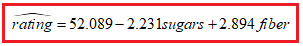 rating = 52.089 − 2.231sugars + 2.894 fiber